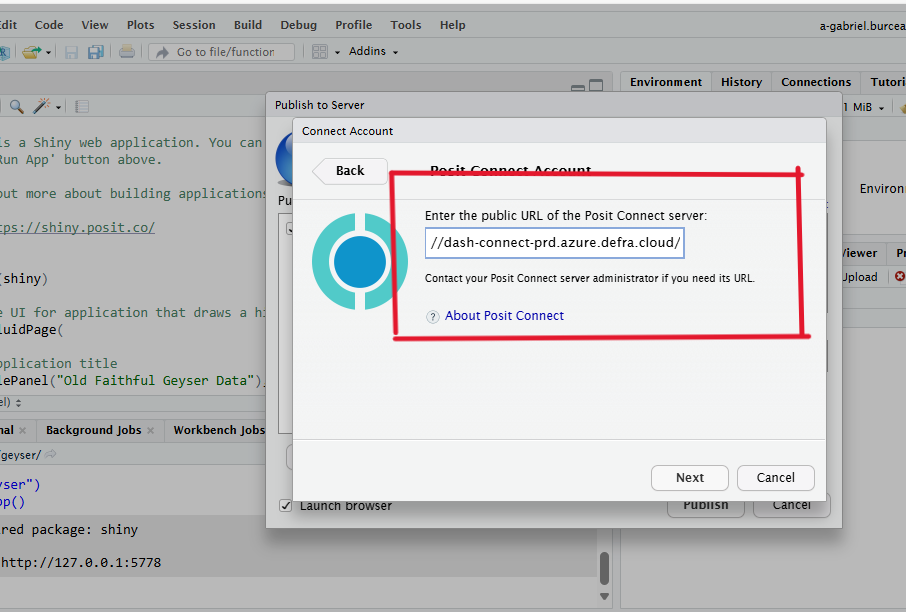 Edit Code View Plots Session Build Debug Profile Tools Help
a-gabriel.burcea
Go to file/function Addins
Environment History Connections Tutori
Publish to Server
1 MiB
Connect Account
is a Shiny web application. You can
Run App' button above.
Back Posit Connect Account
out more about building applications
Pu
Environ
Enter the public URL of the Posit Connect server:
tps://shiny.posit.co/
//dash-connect-prd.azure.defra.cloud/
Viewer Pr
(shiny)
Contact your Posit Connect server administrator if you need its URL.
Upload
e UI for application that draws a hi
? About Posit Connect
luidPage(
pplication title
lePanel("Old Faithful Geyser Data"),
el)
nal Background Jobs Workbench Jobs
geyser/
Next Cancel
yser")
pp()
Launch browser
Publish Cancel
red package: shiny
http://127.0.0.1:5778